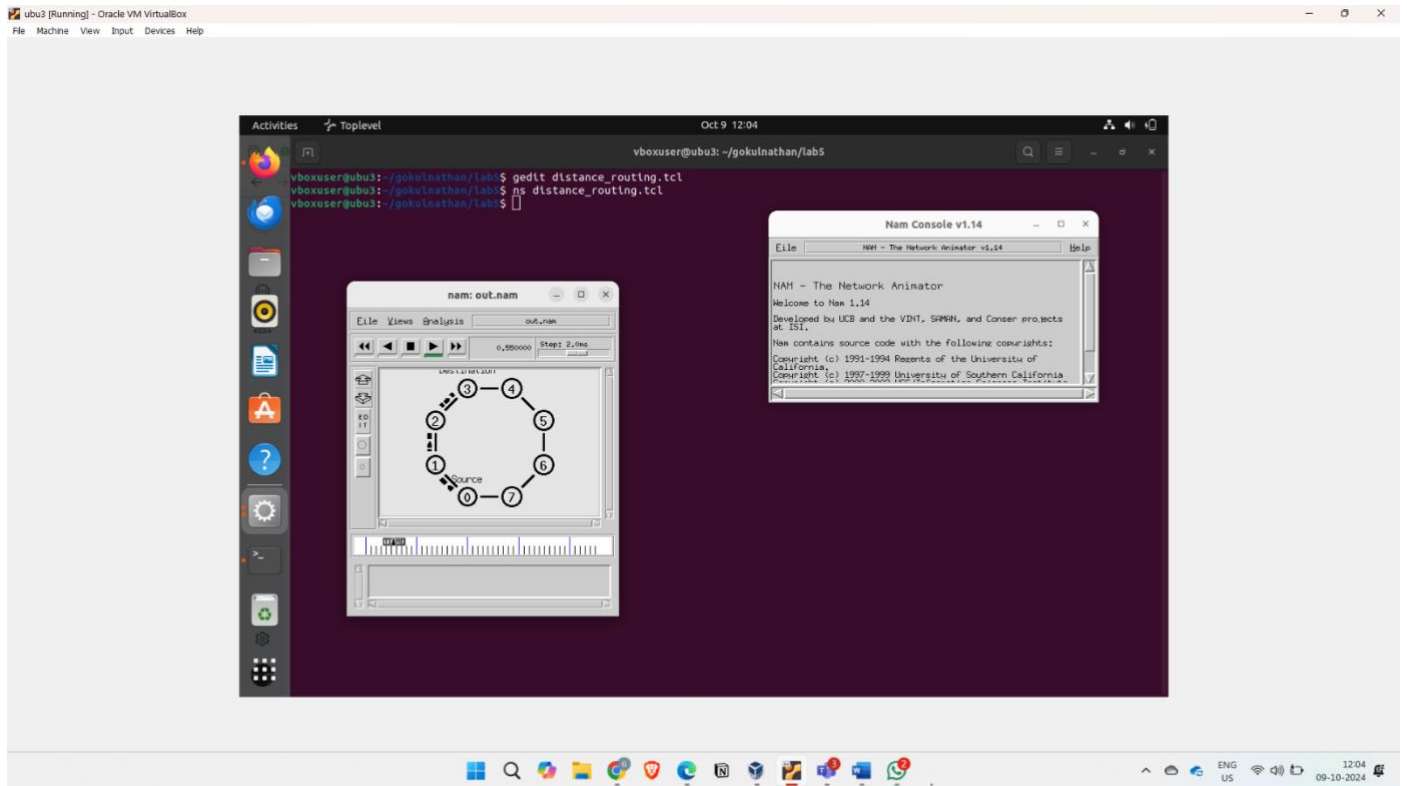 ubu3 [Running] - Oracle VM VirtualBox
File Machine View Input Devices Help
Activities Toplevel Oct 9 12:04
vboxuser@ubu3: ~/gokulnathan/lab5
vboxuser@ubu3:~/gokulnathan/lab5$ gedit distance_routing.tcl
vboxuser@ubu3:~/gokulnathan/lab5$ ns distance_routing.tcl
vboxuser@ubu3:~/gokulnathan/lab5$
Nam Console v1.14
File NAM - The Network Animator v1.14 Help
NAM - The Network Animator
Welcome to Nam 1.14
Developed by UCB and the VINT, SAMAN, and Conser projects
at ISI.
Nam contains source code with the following copyrights:
Copyright (c) 1991-1994 Regents of the University of
California.
Copyright (c) 1997-1999 University of Southern California
nam: out.nam
File Views Analysis out.nam
0.550000 Step: 2.0ms
Destination
3 4
2 5
ED
IT
1 6
Source
0 7
ENG
US
12:04
09-10-2024